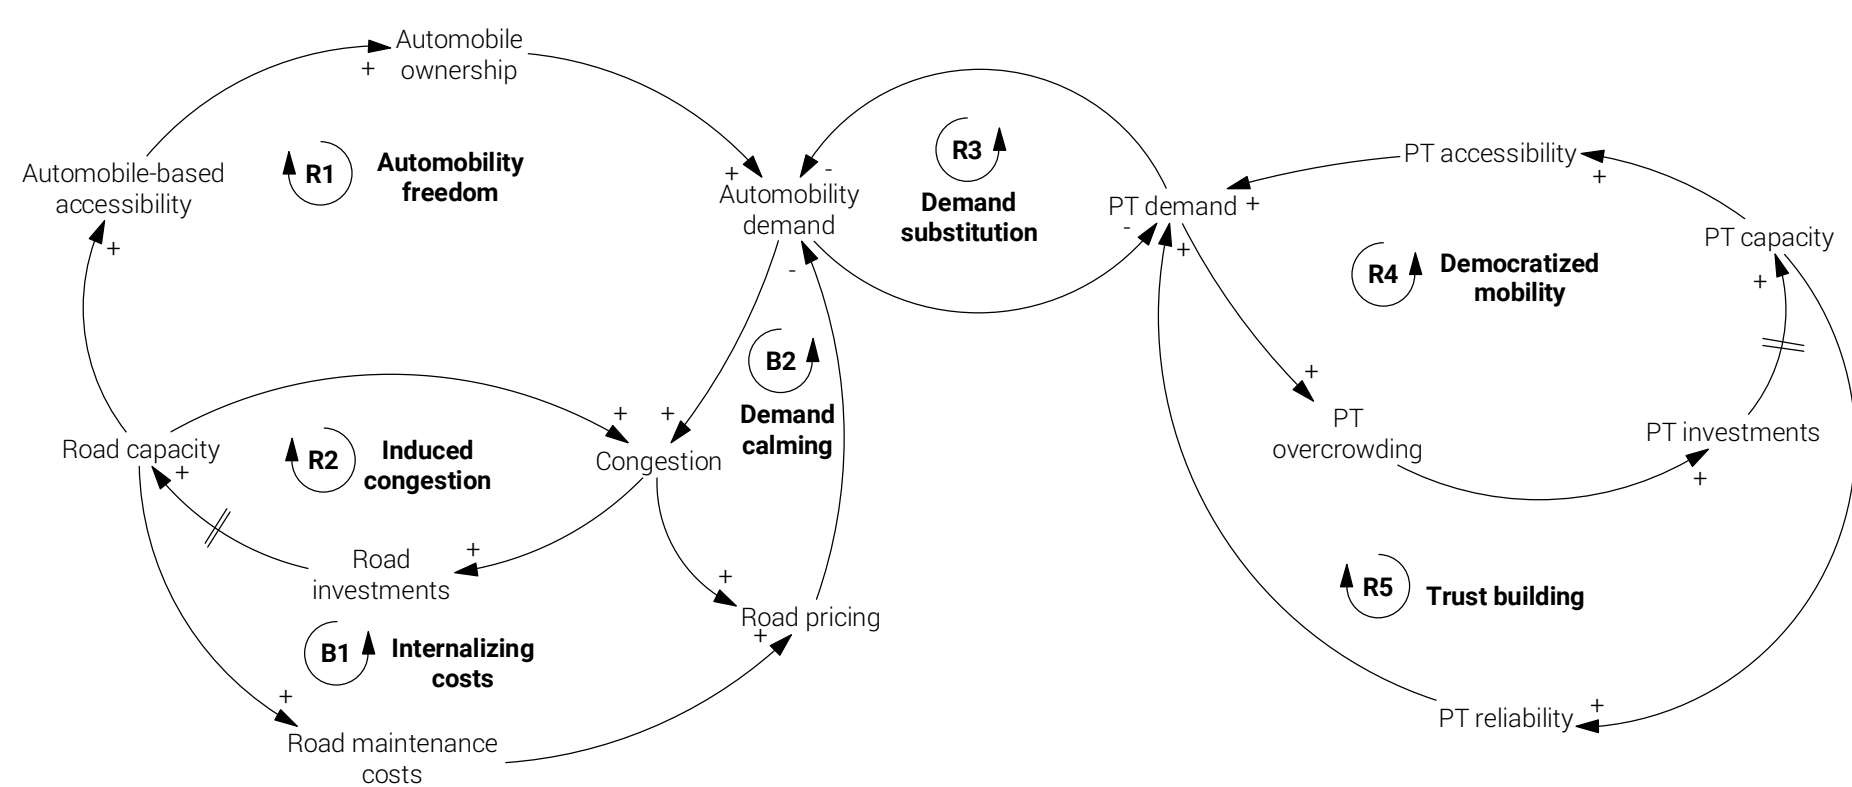 Automobile
ownership
+
Automobile-based
accessibility
+
R1
Automobility
freedom
+
-
Automobility
demand
-
R3
Demand
substitution
PT demand
+
-
+
PT accessibility
+
PT capacity
+
R4
Democratized
mobility
B2
Demand
calming
+
PT
overcrowding
PT investments
+
Road capacity
+
R2
Induced
congestion
+
+
Congestion
Road
investments
+
+
Road pricing
+
B1
Internalizing
costs
+
Road maintenance
costs
R5
Trust building
PT reliability
+